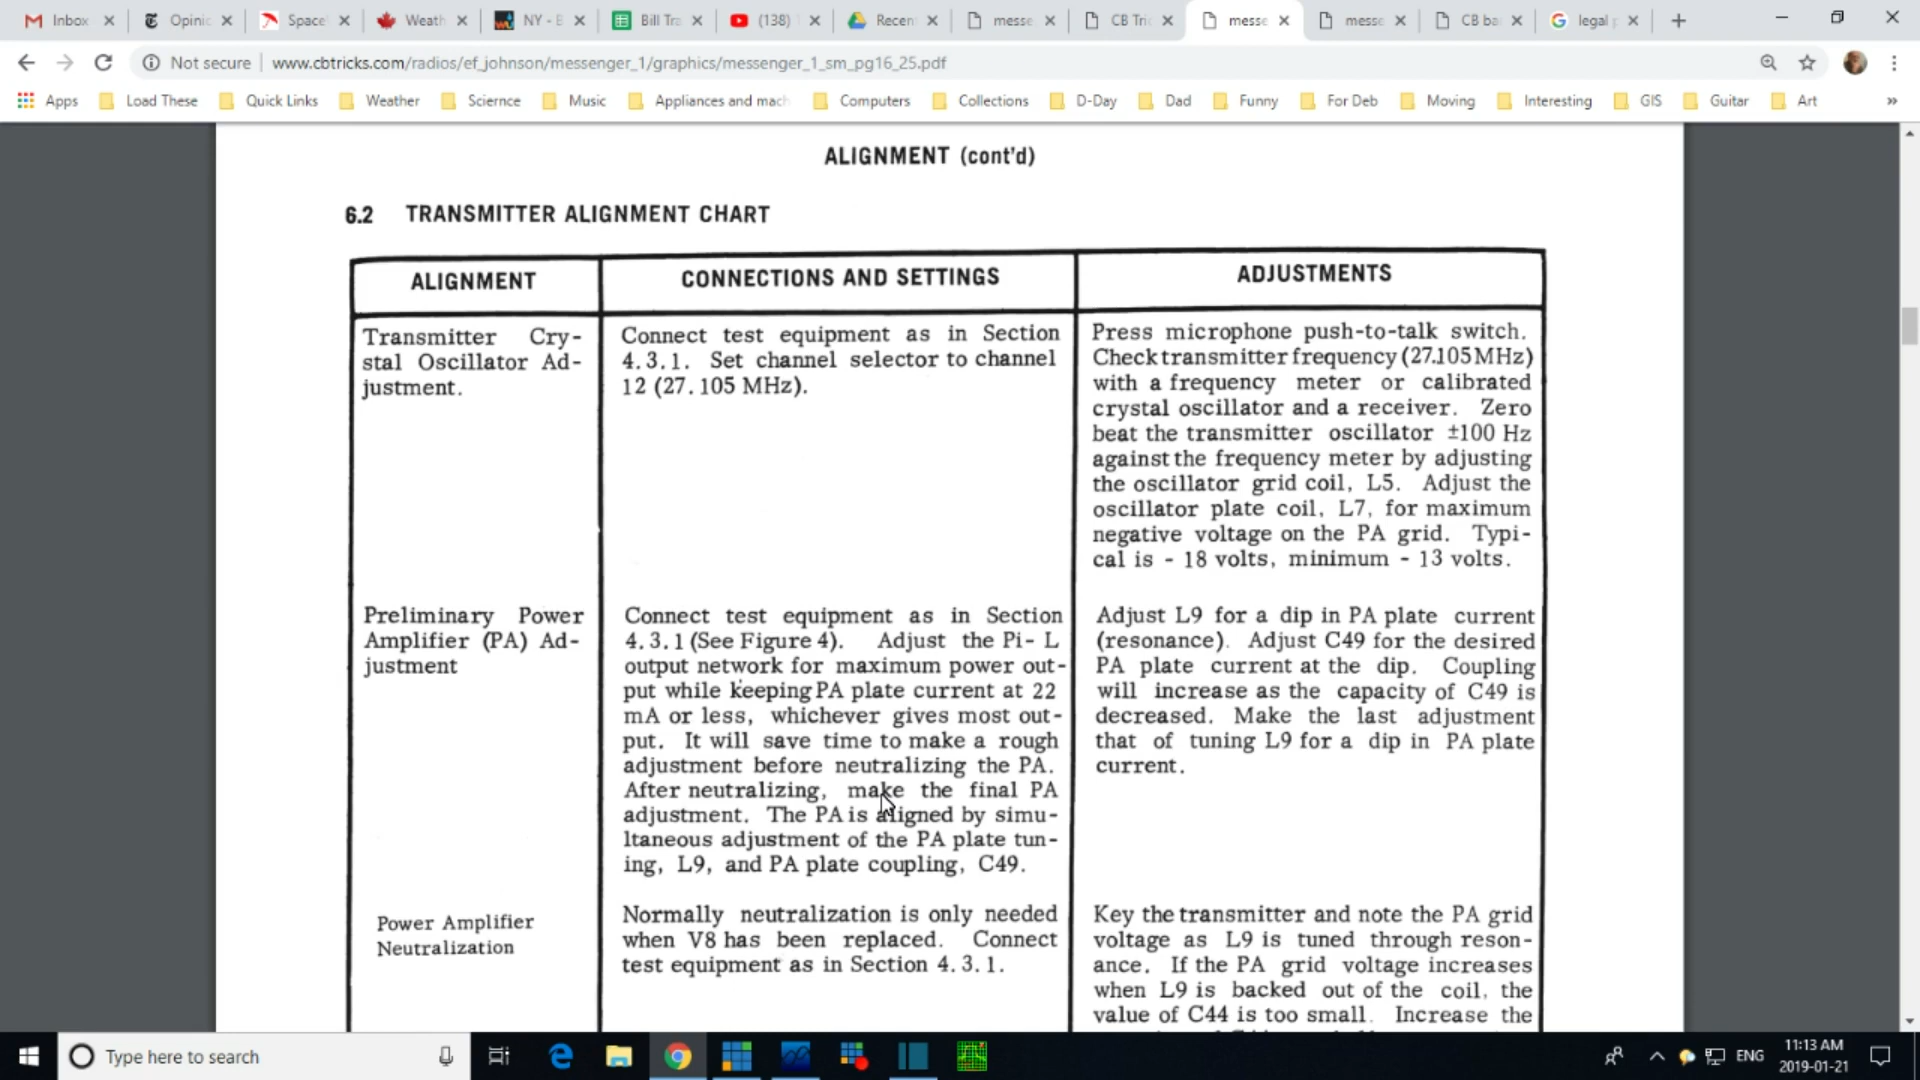 Inbox
Opinic
Space
Weath
NY - E
Bill Tra
(138)
Recen
messe
CB Tric
messe
messe
CB ba
legal p
Not secure
www.cbtricks.com/radios/ef_johnson/messenger_1/graphics/messenger_1_sm_pg16_25.pdf
Apps
Load These
Quick Links
Weather
Sciernce
Music
Appliances and mach
Computers
Collections
D-Day
Dad
Funny
For Deb
Moving
Interesting
GIS
Guitar
Art
»
ALIGNMENT (cont'd)
6.2 TRANSMITTER ALIGNMENT CHART
ALIGNMENT
CONNECTIONS AND SETTINGS
ADJUSTMENTS
Transmitter Cry-
stal Oscillator Ad-
justment.
Connect test equipment as in Section
4.3.1. Set channel selector to channel
12 (27.105 MHz).
Press microphone push-to-talk switch.
Check transmitter frequency (27.105 MHz)
with a frequency meter or calibrated
crystal oscillator and a receiver. Zero
beat the transmitter oscillator ±100 Hz
against the frequency meter by adjusting
the oscillator grid coil, L5. Adjust the
oscillator plate coil, L7, for maximum
negative voltage on the PA grid. Typi-
cal is - 18 volts, minimum - 13 volts.
Preliminary Power
Amplifier (PA) Ad-
justment
Connect test equipment as in Section
4.3.1 (See Figure 4). Adjust the Pi- L
output network for maximum power out-
put while keeping PA plate current at 22
mA or less, whichever gives most out-
put. It will save time to make a rough
adjustment before neutralizing the PA.
After neutralizing, make the final PA
adjustment. The PA is aligned by simu-
ltaneous adjustment of the PA plate tun-
ing, L9, and PA plate coupling, C49.
Adjust L9 for a dip in PA plate current
(resonance). Adjust C49 for the desired
PA plate current at the dip. Coupling
will increase as the capacity of C49 is
decreased. Make the last adjustment
that of tuning L9 for a dip in PA plate
current.
Power Amplifier
Neutralization
Normally neutralization is only needed
when V8 has been replaced. Connect
test equipment as in Section 4.3.1.
Key the transmitter and note the PA grid
voltage as L9 is tuned through reson-
ance. If the PA grid voltage increases
when L9 is backed out of the coil, the
value of C44 is too small. Increase the
Type here to search
ENG
11:13 AM
2019-01-21